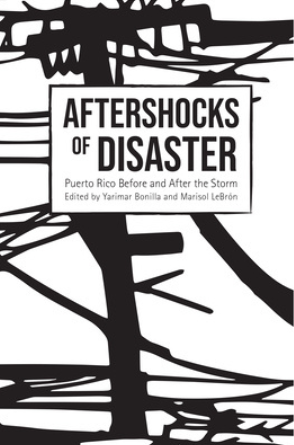 AFTERSHOCKS
OF DISASTER
Puerto Rico Before and After the Storm
Edited by Yarimar Bonilla and Marisol LeBrón